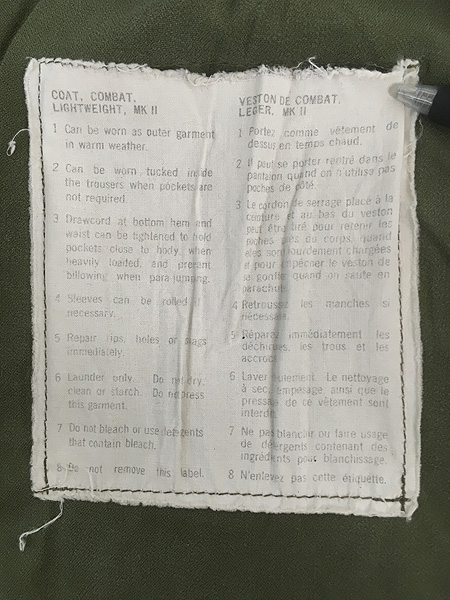 COAT, COMBAT,
LIGHTWEIGHT, MK II
1 Can be worn as outer garment
in warm weather.
2 Can be worn tucked inside
the trousers when pockets are
not required.
3 Drawcord at bottom hem and
waist can be tightened to hold
pockets close to body when
heavily loaded, and prevent
billowing when para jumping.
4 Sleeves can be rolled if
necessary.
5 Repair rips, holes or snags
immediately.
6 Launder only. Do not dry,
clean or starch. Do not press
this garment.
7 Do not bleach or use detergents
that contain bleach.
8 Do not remove this label.
VESTON DE COMBAT,
LEGER, MK II
1 Portez comme vêtement de
dessus en temps chaud.
2 Il peut se porter rentré dans le
pantalon quand on n'utilise pas
poches de côté.
3 Le cordon de serrage placé à la
ceinture et au bas du veston
peut être tiré pour retenir les
poches près du corps, quand
elles sont lourdement chargées
et pour empêcher le veston de
se gonfler quand on saute en
parachute.
4 Retroussez les manches si
nécessaire.
5 Réparez immédiatement les
déchirures, les trous et les
accrocs.
6 Laver seulement. Le nettoyage
à sec, empesage ainsi que le
pressage de ce vêtement sont
interdits.
7 Ne pas blanchir ou faire usage
de détergents contenant des
ingrédients pour blanchissage.
8 N'enlevez pas cette étiquette.